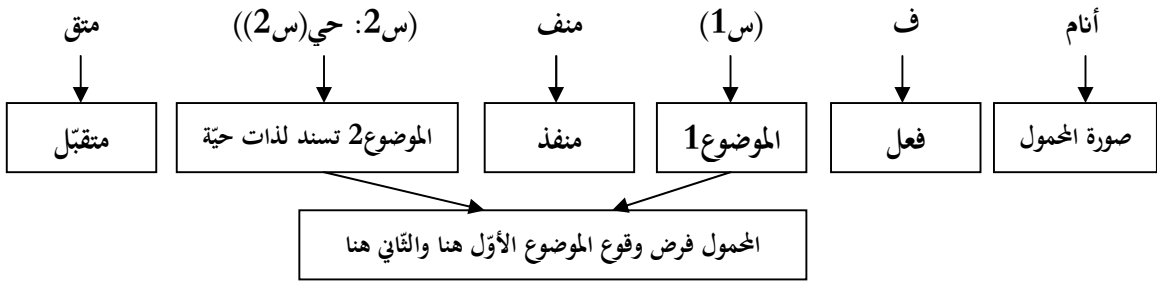 أنام ف (س1) منف (س2: حي(س2)) متق
صورة المحمول فعل الموضوع1 منفذ الموضوع2 تسند لذات حيّة متقبّل
المحمول فرض وقوع الموضوع الأوّل هنا والثّاني هنا